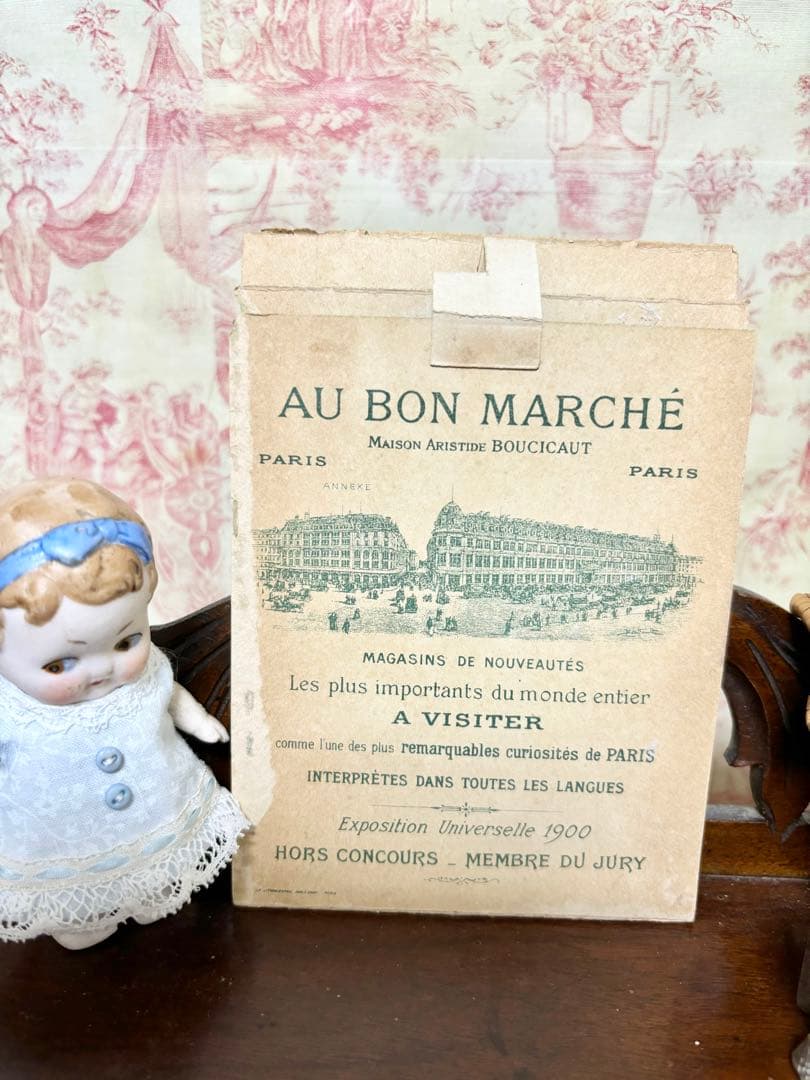 AU BON MARCHÉ
MAISON ARISTIDE BOUCICAUT
PARIS PARIS
ANNEXE
MAGASINS DE NOUVEAUTÉS
Les plus importants du monde entier
A VISITER
comme l'une des plus remarquables curiosités de PARIS
INTERPRÈTES DANS TOUTES LES LANGUES
Exposition Universelle 1900
HORS CONCOURS _ MEMBRE DU JURY